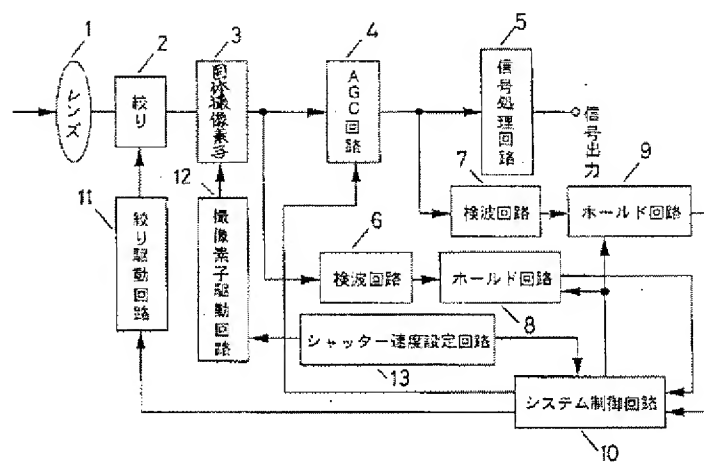 1
2
3
4
5
レンズ
絞り
固体撮像素子
AGC回路
信号処理回路
信号出力
7
9
検波回路
ホールド回路
11
12
絞り駆動回路
撮像素子駆動回路
6
検波回路
ホールド回路
8
シャッター速度設定回路
13
システム制御回路
10